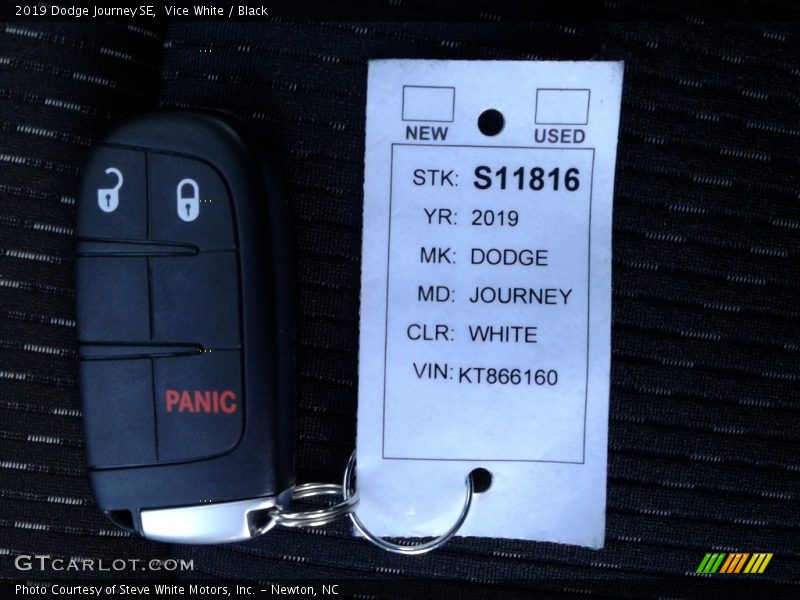 2019 Dodge Journey SE, Vice White / Black
NEW USED
STK: S11816
YR: 2019
MK: DODGE
MD: JOURNEY
CLR: WHITE
VIN: KT866160
PANIC
GTCARLOT.COM
Photo Courtesy of Steve White Motors, Inc. – Newton, NC